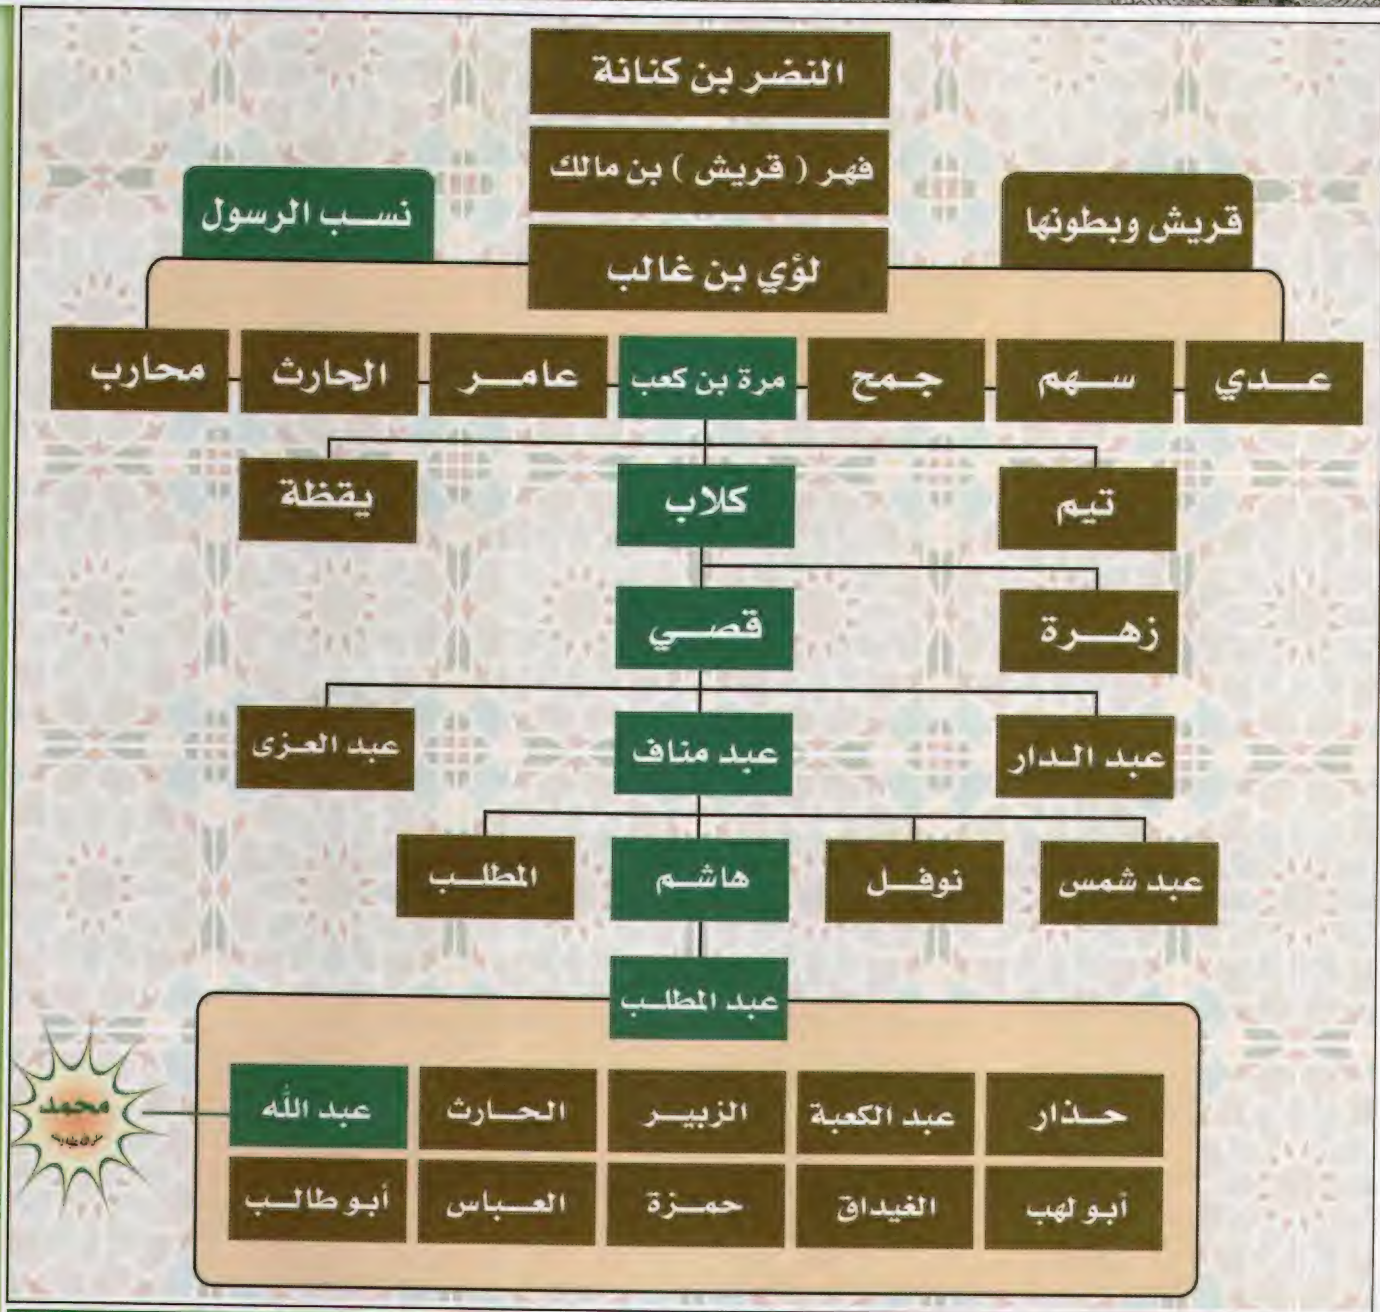 النضر بن كنانة
فهر ( قريش ) بن مالك
قريش وبطونها
نسب الرسول
لؤي بن غالب
عدي
سهم
جمح
مرة بن كعب
عامر
الحارث
محارب
تيم
كلاب
يقظة
زهرة
قصي
عبد الدار
عبد مناف
عبد العزى
عبد شمس
نوفل
هاشم
المطلب
عبد المطلب
حذار
عبد الكعبة
الزبير
الحارث
عبد الله
محمد
أبو لهب
الغيداق
حمزة
العباس
أبو طالب